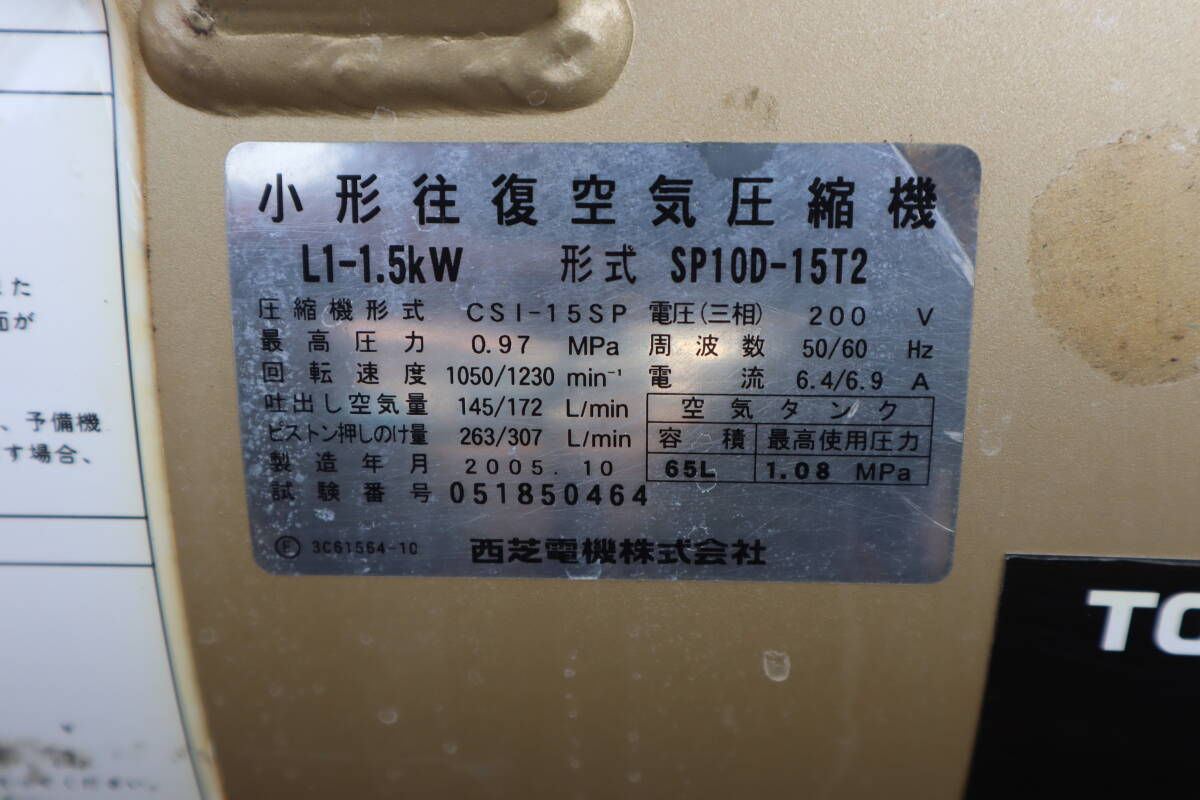 小形往復空気圧縮機
L1-1.5kW 形式 SP10D-15T2
圧縮機形式 CSI-15SP 電圧(三相) 200 V
最高圧力 0.97 MPa 周波数 50/60 Hz
回転速度 1050/1230 min⁻¹ 電流 6.4/6.9 A
吐出し空気量 145/172 L/min 空気タンク
ピストン押しのけ量 263/307 L/min 容積 最高使用圧力
製造年月 2005.10 65L 1.08 MPa
試験番号 051850464
Ⓕ 3C61564-10 西芝電機株式会社
た
面が
、予備機
す場合、
ください。
TO